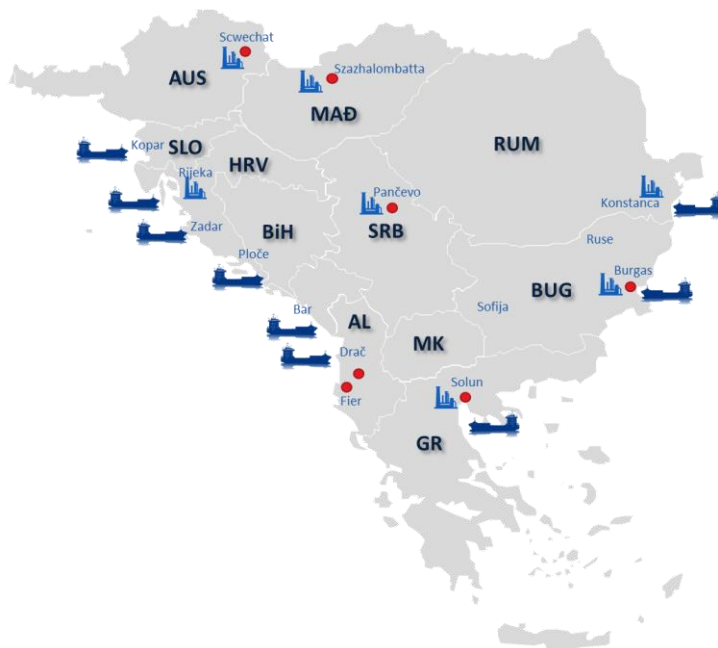 Scwechat
AUS
Szazhalombatta
MAĐ
SLO
Kopar
RUM
HRV
Rijeka
Pančevo
Konstanca
Zadar
BiH
SRB
Ruse
Ploče
Burgas
BUG
Bar
Sofija
AL
MK
Drač
Solun
Fier
GR